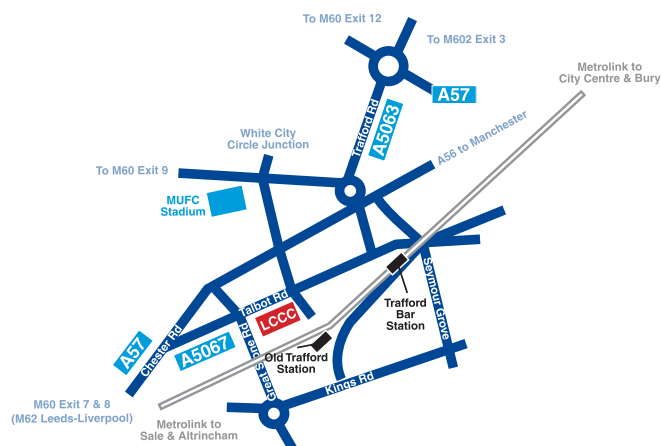 To M60 Exit 12
To M602 Exit 3
Metrolink to
City Centre & Bury
A57
Trafford Rd
A5063
A56 to Manchester
White City
Circle Junction
To M60 Exit 9
MUFC
Stadium
Talbot Rd
LCCC
Seymour Grove
Trafford
Bar
Station
A57
Chester Rd
A5067
Great Stone Rd
Old Trafford
Station
Kings Rd
M60 Exit 7 & 8
(M62 Leeds-Liverpool)
Metrolink to
Sale & Altrincham